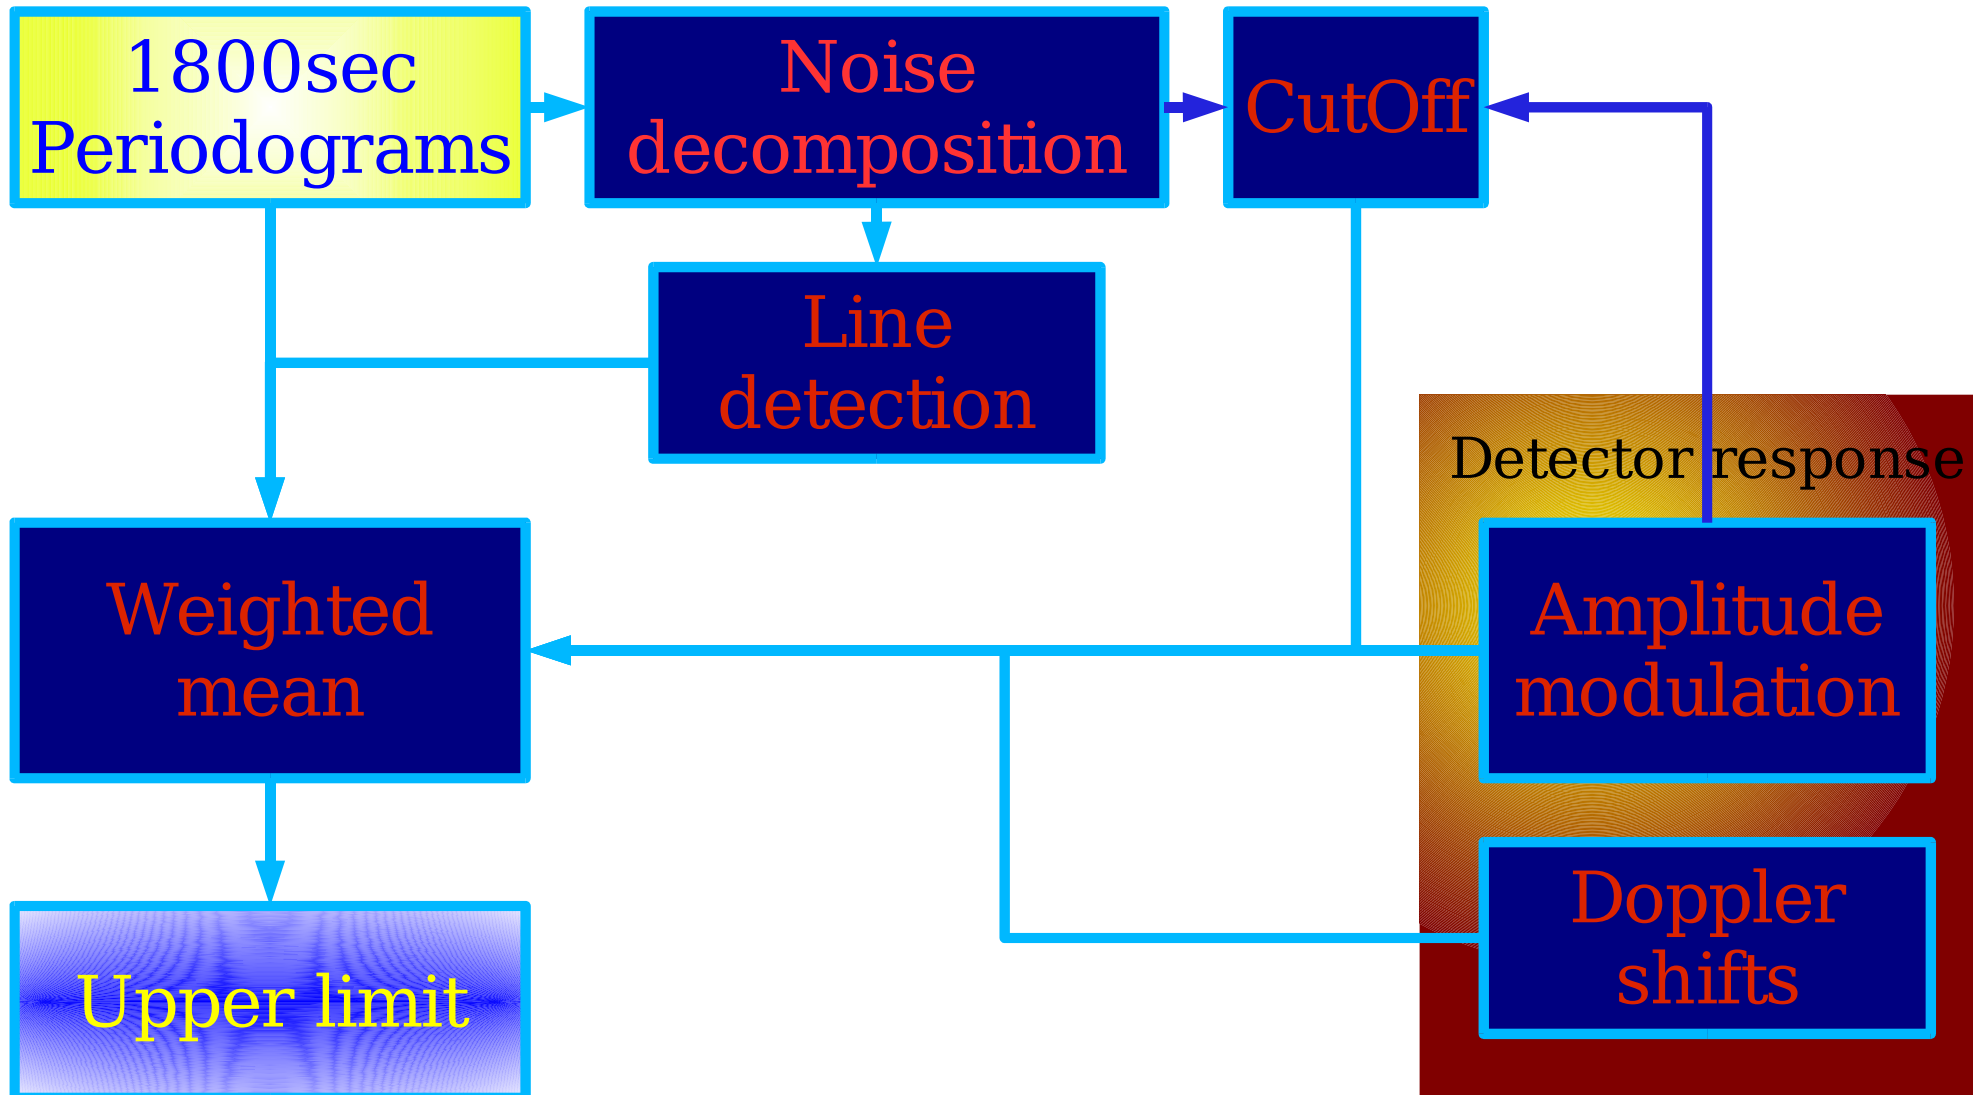 1800sec
Periodograms
Noise
decomposition
CutOff
Line
detection
Detector response
Weighted
mean
Amplitude
modulation
Doppler
shifts
Upper limit